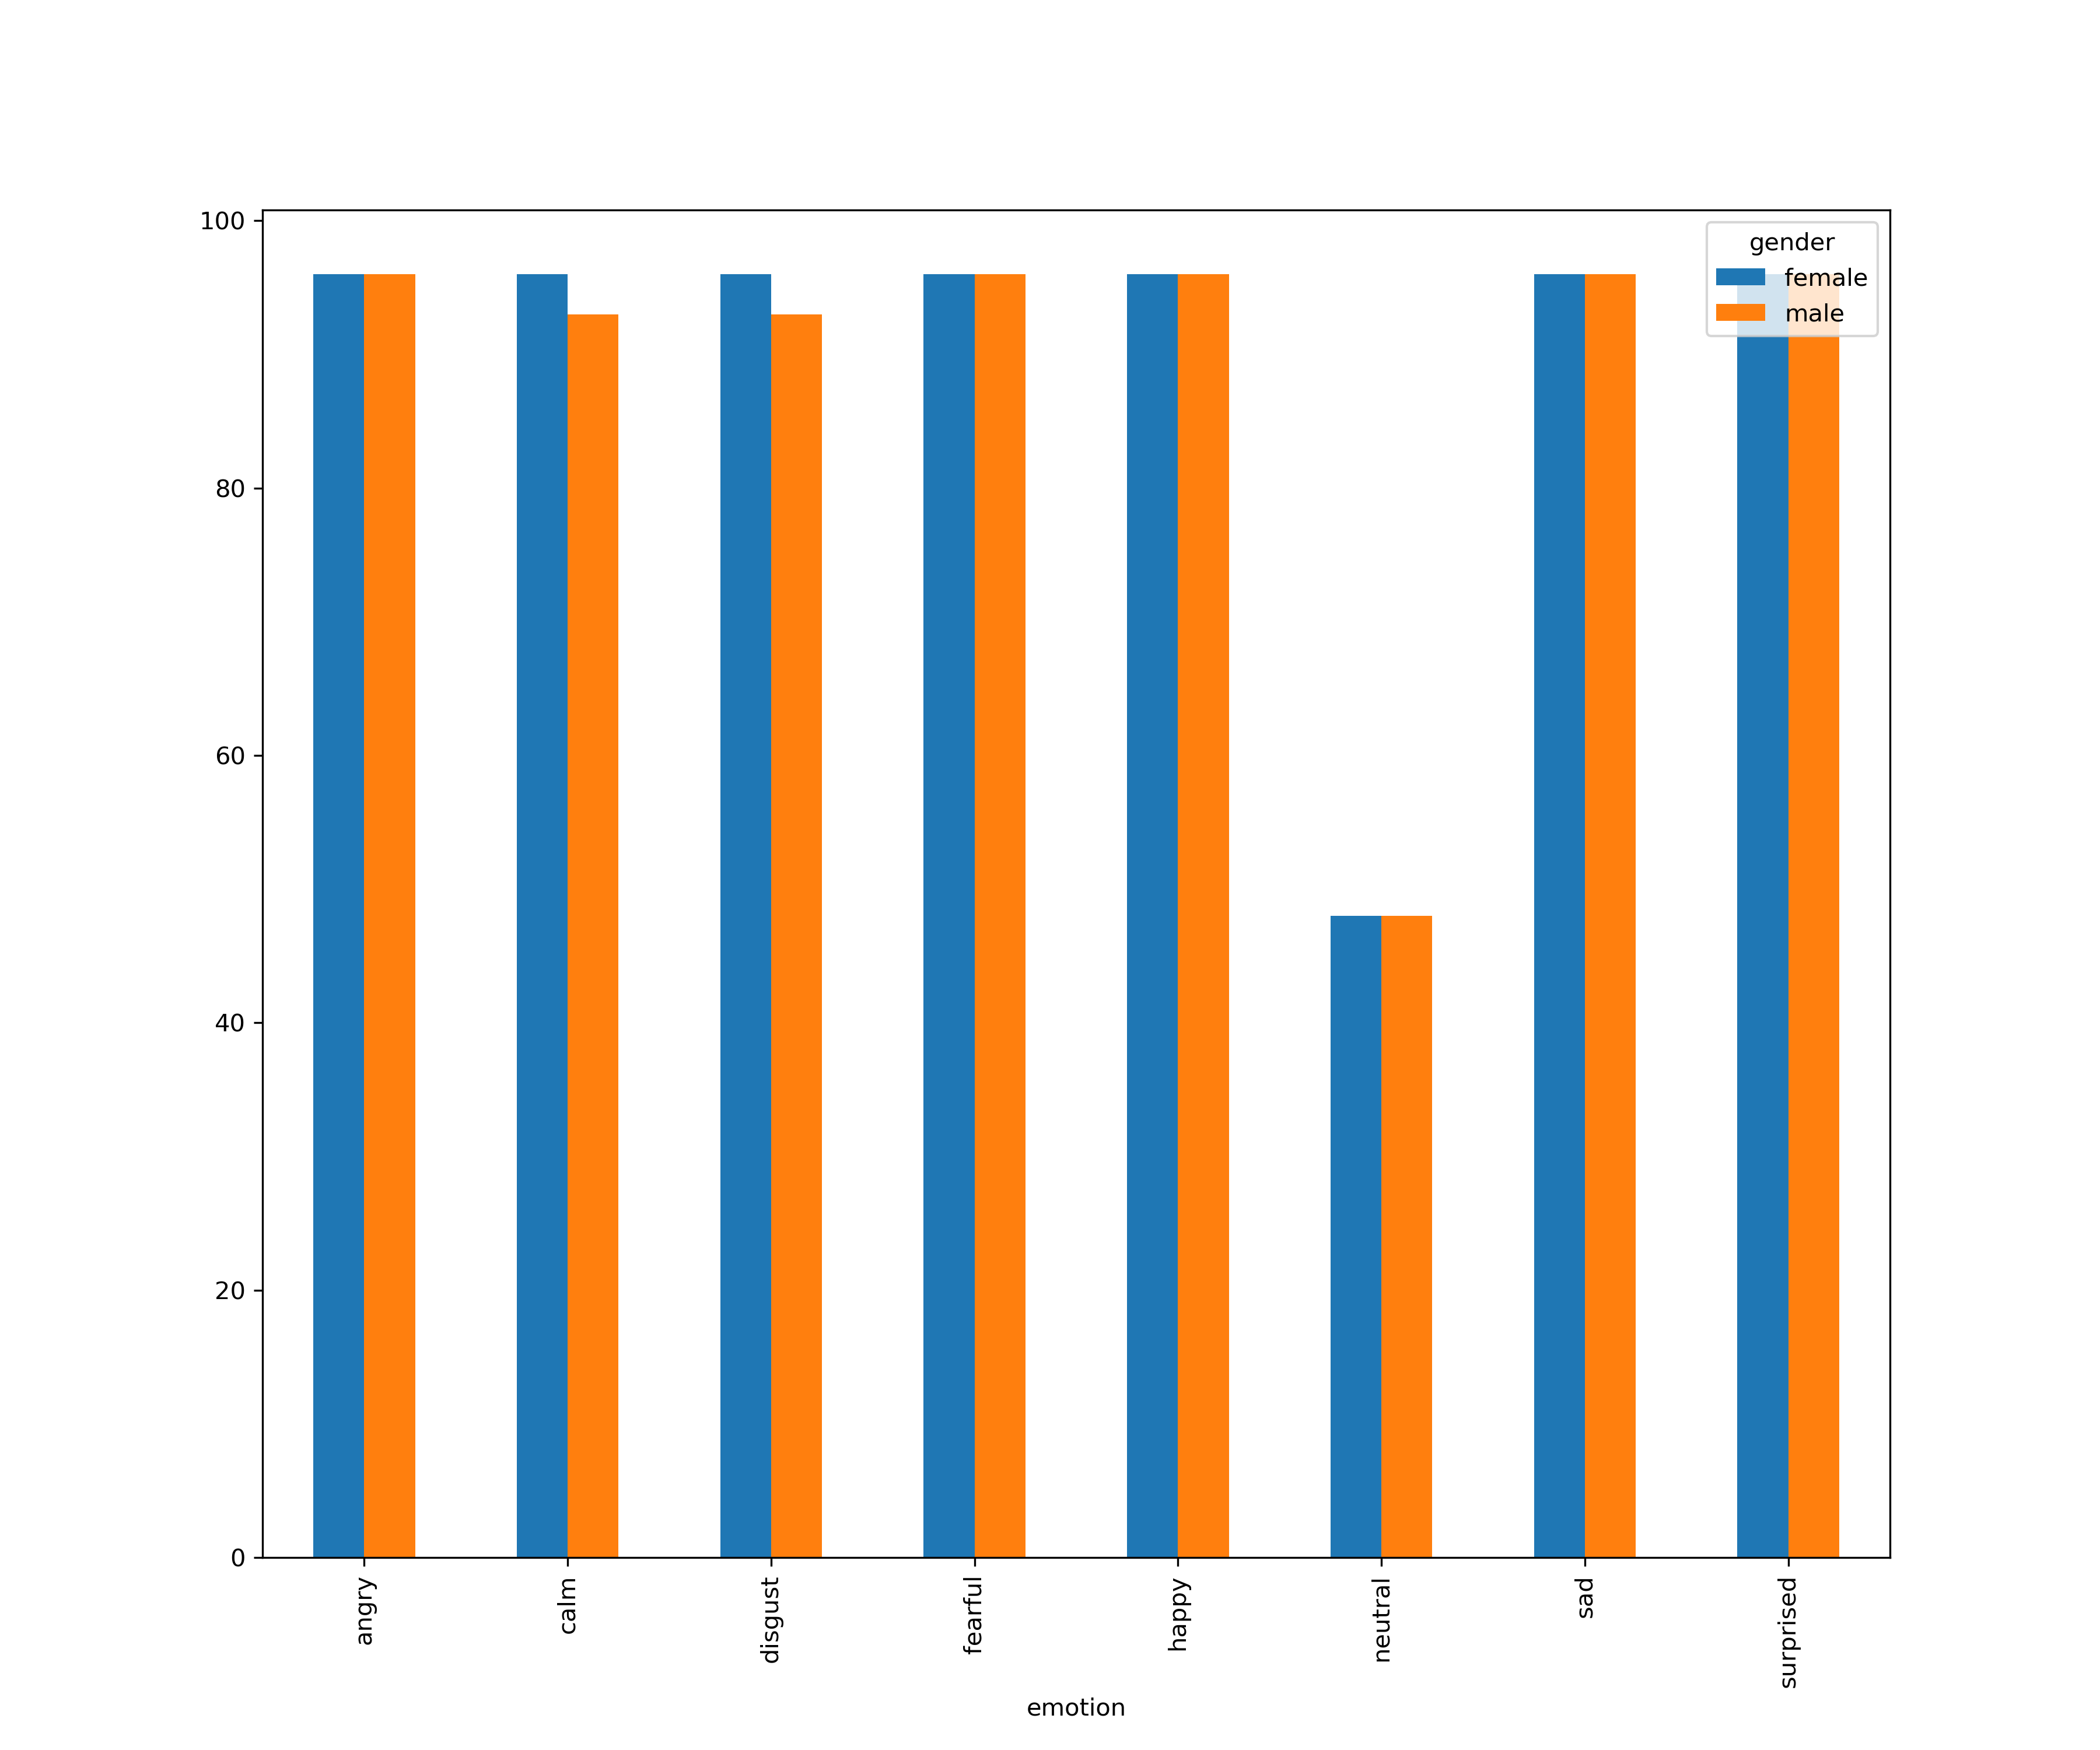 gender
female
male
100
80
60
40
20
0
angry
calm
disgust
fearful
happy
neutral
sad
surprised
emotion